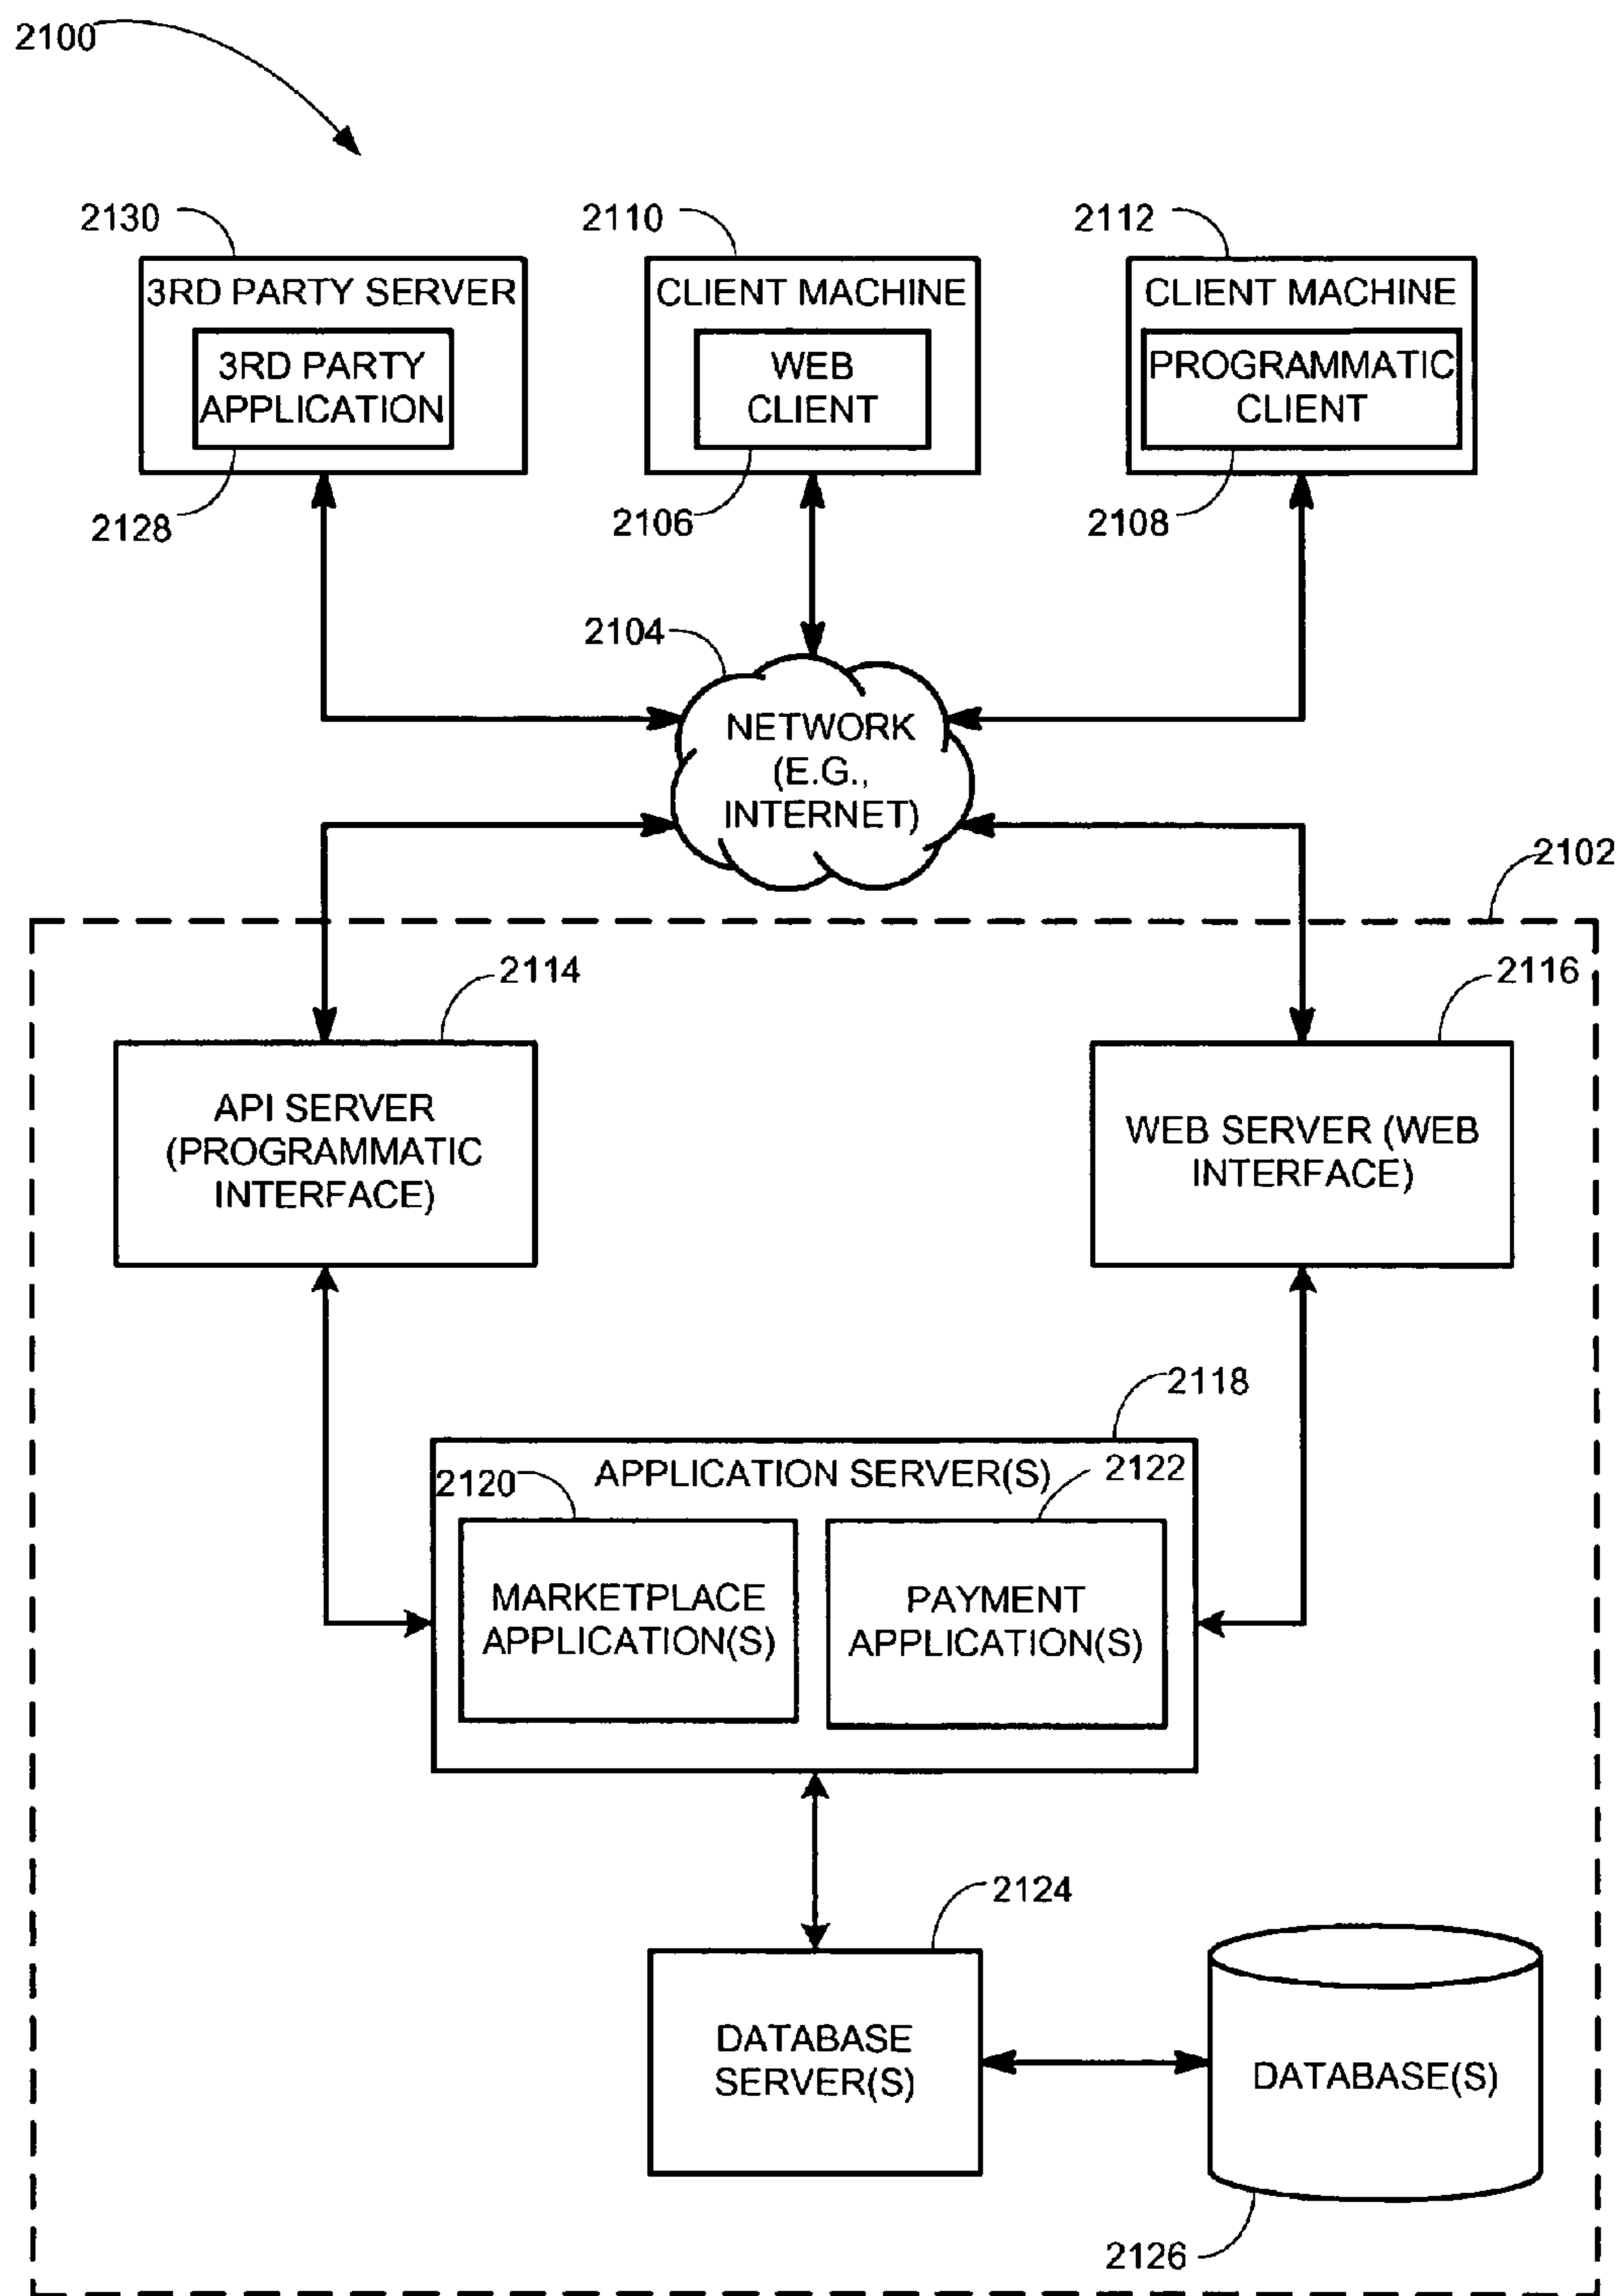 2100
2130
2110
2112
3RD PARTY SERVER
3RD PARTY
APPLICATION
CLIENT MACHINE
WEB
CLIENT
CLIENT MACHINE
PROGRAMMATIC
CLIENT
2128
2106
2108
2104
NETWORK
(E.G.,
INTERNET)
2102
2114
2116
API SERVER
(PROGRAMMATIC
INTERFACE)
WEB SERVER (WEB
INTERFACE)
2118
APPLICATION SERVER(S)
2120
2122
MARKETPLACE
APPLICATION(S)
PAYMENT
APPLICATION(S)
2124
DATABASE
SERVER(S)
DATABASE(S)
2126